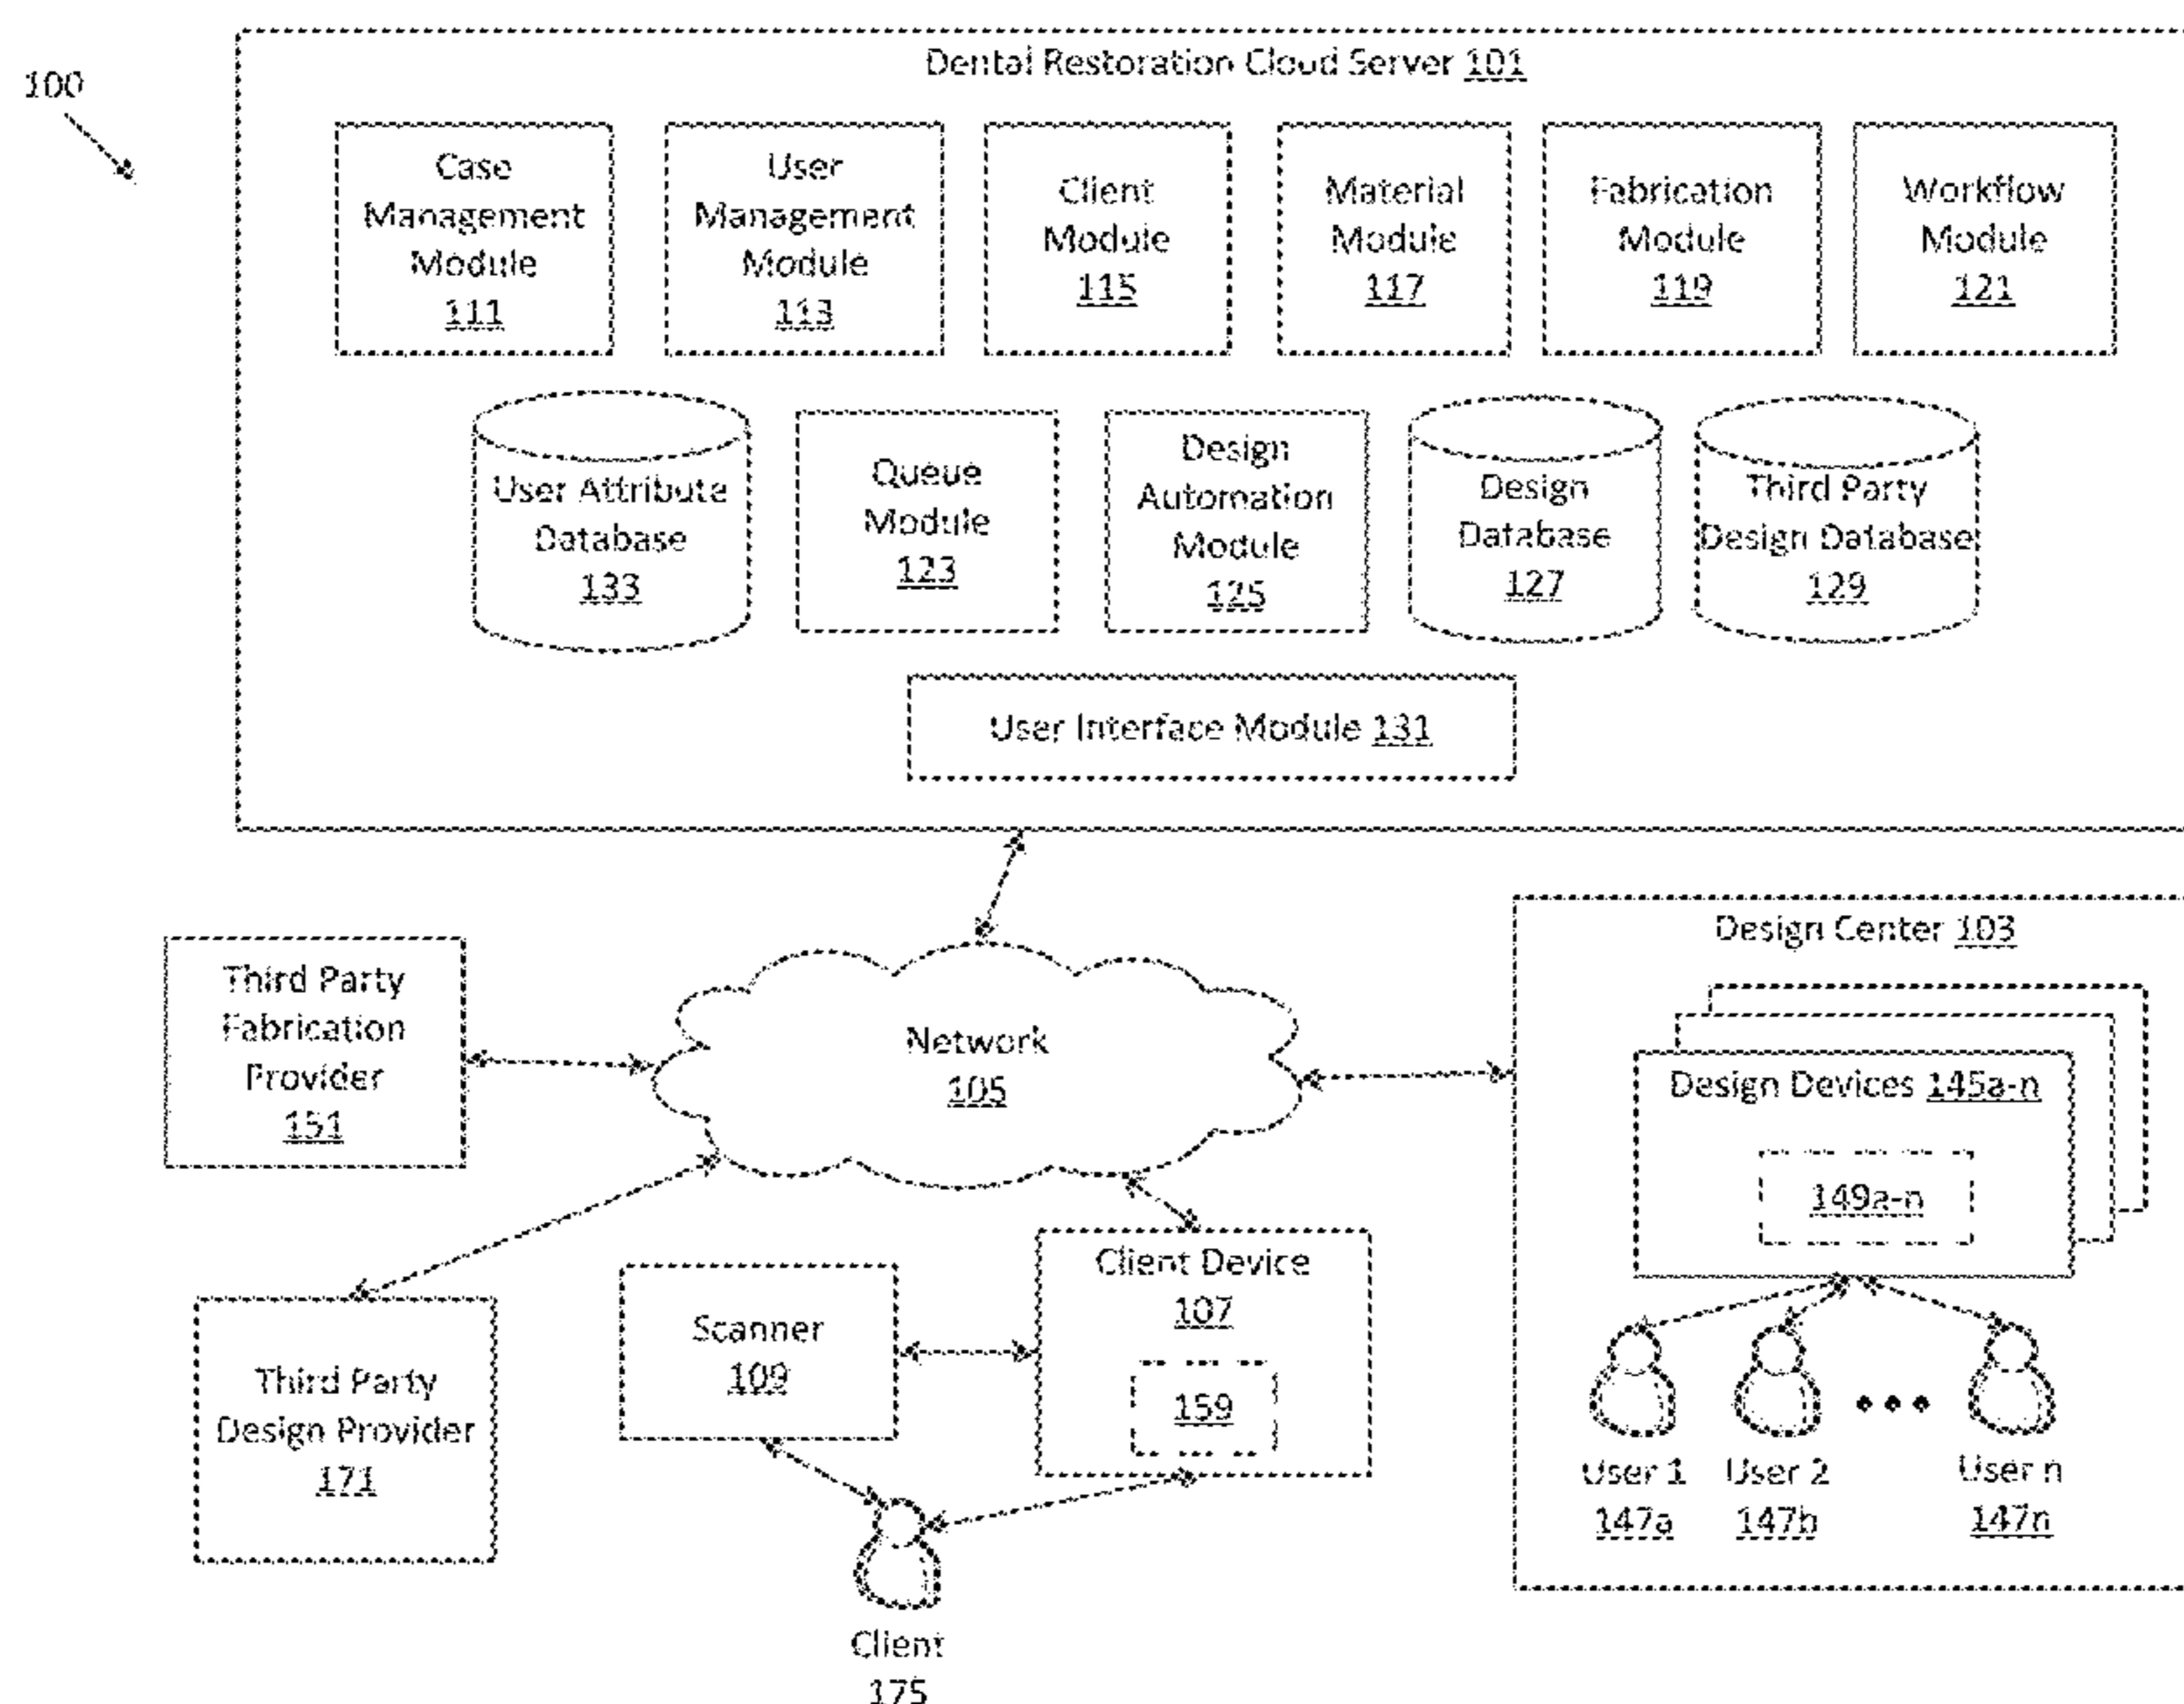 100
Dental Restoration Cloud Server 101
Case
Management
Module
111
User
Management
Module
113
Client
Module
115
Material
Module
117
Fabrication
Module
119
Workflow
Module
121
User Attribute
Database
133
Queue
Module
123
Design
Automation
Module
125
Design
Database
127
Third Party
Design Database
129
User Interface Module 131
Third Party
Fabrication
Provider
151
Network
105
Design Center 103
Design Devices 145a-n
149a-n
User 1
147a
User 2
147b
User n
147n
Third Party
Design Provider
171
Scanner
109
Client Device
107
159
Client
175